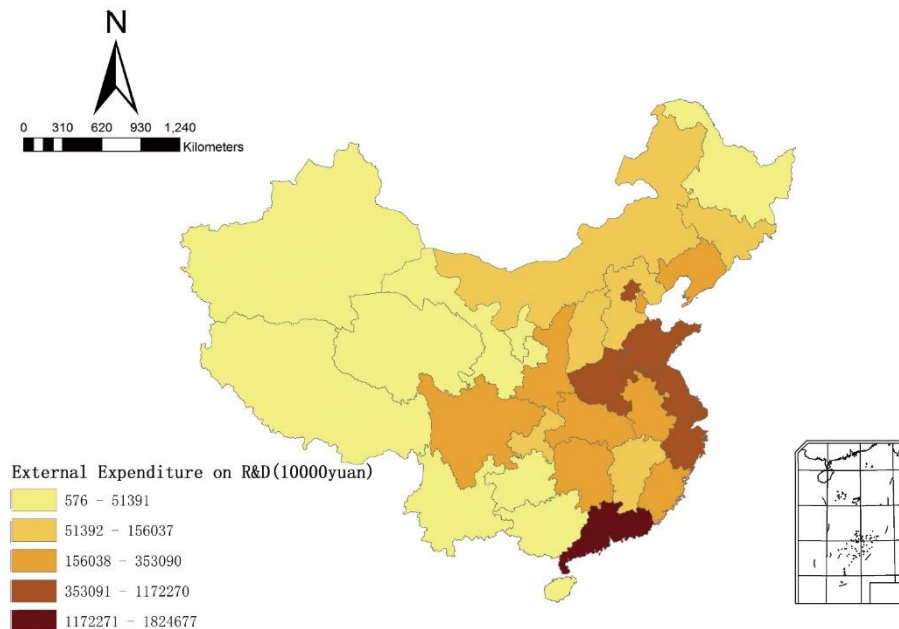 N
0 310 620 930 1,240
Kilometers
External Expenditure on R&D(10000yuan)
576 - 51391
51392 - 156037
156038 - 353090
353091 - 1172270
1172271 - 1824677